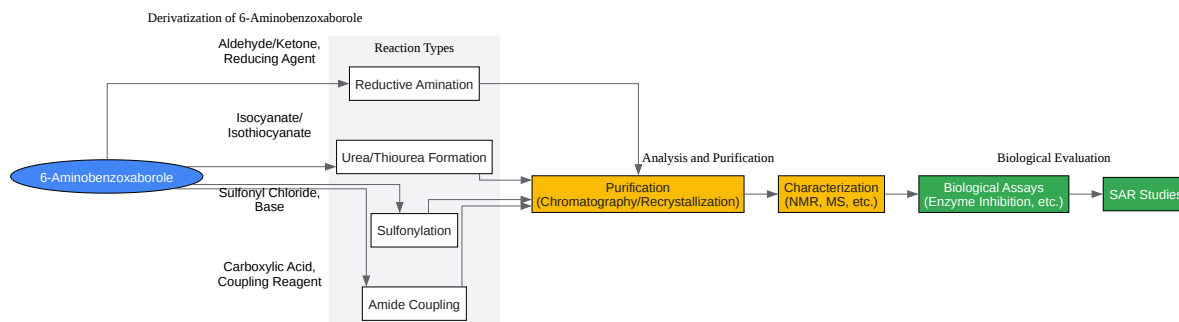 Derivatization of 6-Aminobenzoxaborole
Aldehyde/Ketone,
Reducing Agent
Reaction Types
Reductive Amination
Isocyanate/
Isothiocyanate
Urea/Thiourea Formation
6-Aminobenzoxaborole
Sulfonyl Chloride,
Base
Sulfonylation
Carboxylic Acid,
Coupling Reagent
Amide Coupling
Analysis and Purification
Purification
(Chromatography/Recrystallization)
Characterization
(NMR, MS, etc.)
Biological Evaluation
Biological Assays
(Enzyme Inhibition, etc.)
SAR Studies